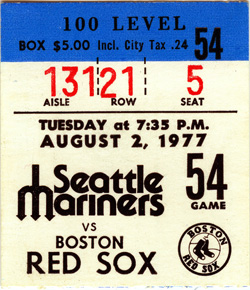 100 LEVEL
BOX $5.00 Incl. City Tax .24 54
131 21 5
AISLE ROW SEAT
TUESDAY at 7:35 P.M.
AUGUST 2, 1977
Seattle
Mariners
54
GAME
VS
BOSTON
RED SOX
BOSTON
RED SOX